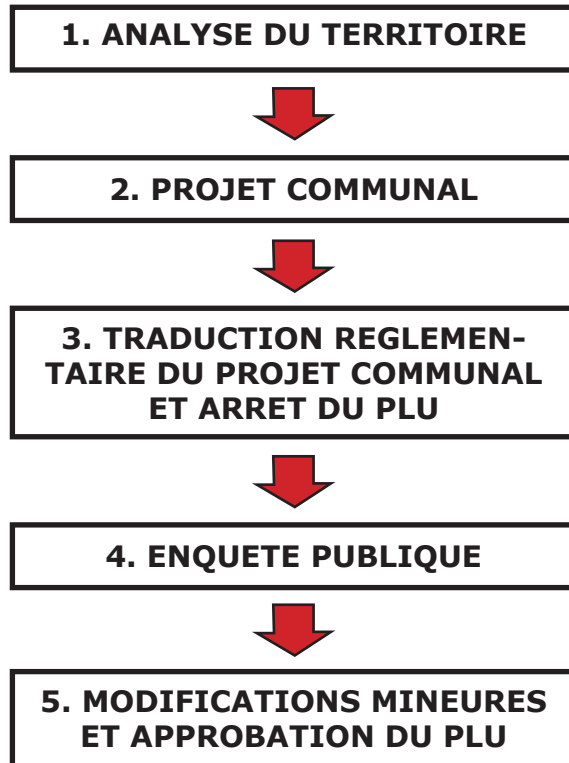 1. ANALYSE DU TERRITOIRE
2. PROJET COMMUNAL
3. TRADUCTION REGLEMEN-
TAIRE DU PROJET COMMUNAL
ET ARRET DU PLU
4. ENQUETE PUBLIQUE
5. MODIFICATIONS MINEURES
ET APPROBATION DU PLU